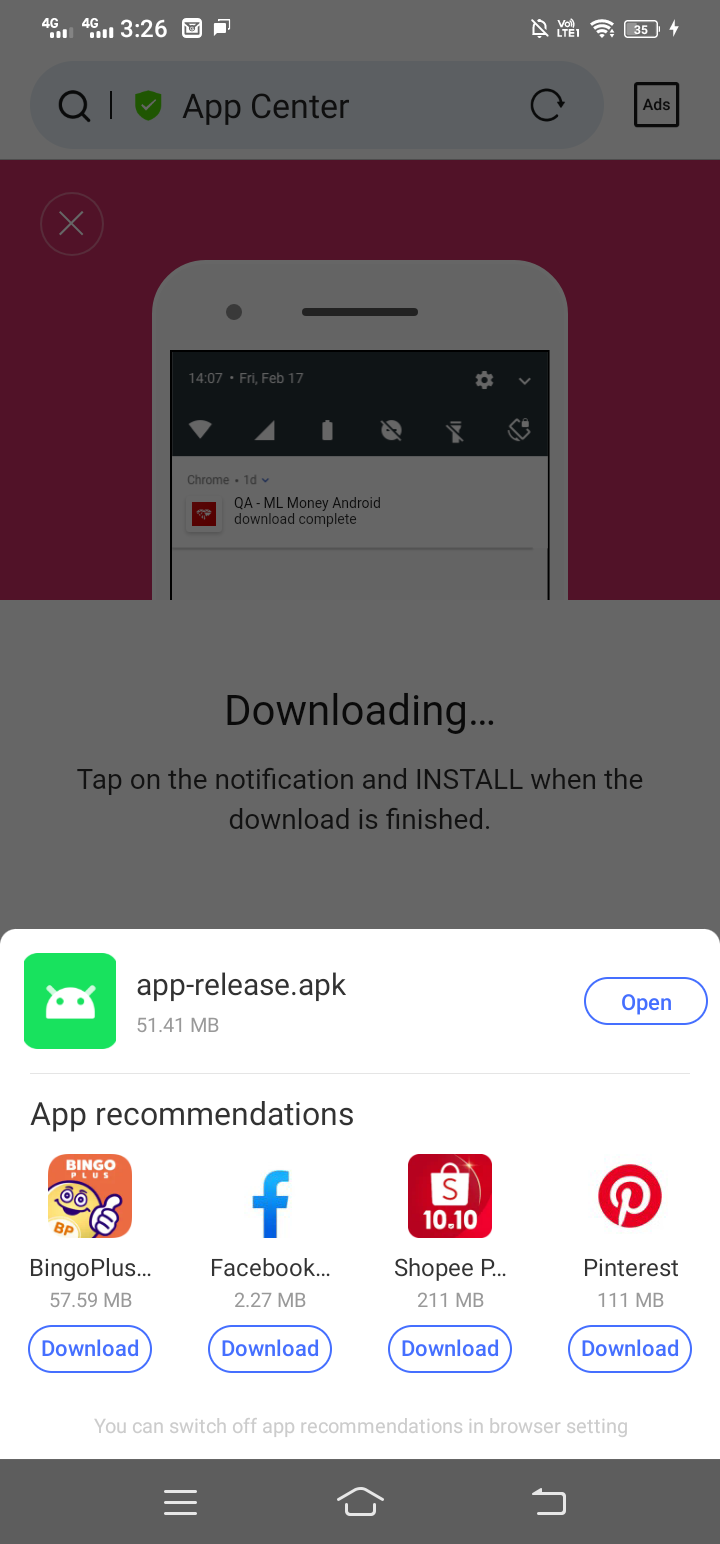 4G 4G 3:26 Vo) LTE1 35
App Center Ads
14:07 • Fri, Feb 17
Chrome • 1d
QA - ML Money Android
download complete
Downloading...
Tap on the notification and INSTALL when the
download is finished.
app-release.apk
51.41 MB
Open
App recommendations
BINGO
PLUS
BP
S
10.10
BingoPlus... Facebook... Shopee P... Pinterest
57.59 MB 2.27 MB 211 MB 111 MB
Download Download Download Download
You can switch off app recommendations in browser setting